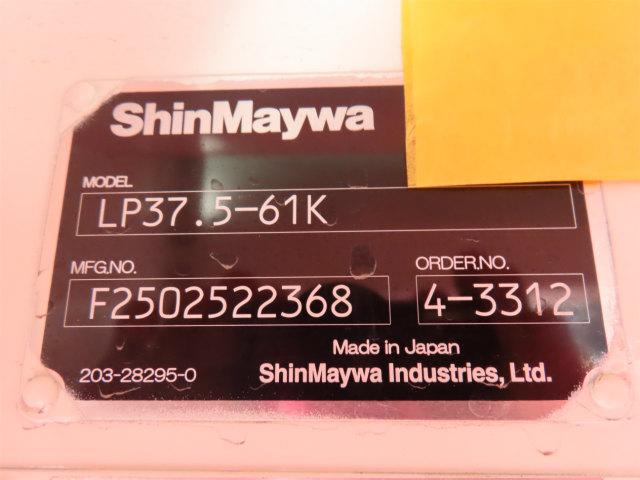 ShinMaywa
MODEL
LP37.5-61K
MFG.NO.
ORDER.NO.
F2502522368
4-3312
Made in Japan
203-28295-0
ShinMaywa Industries, Ltd.